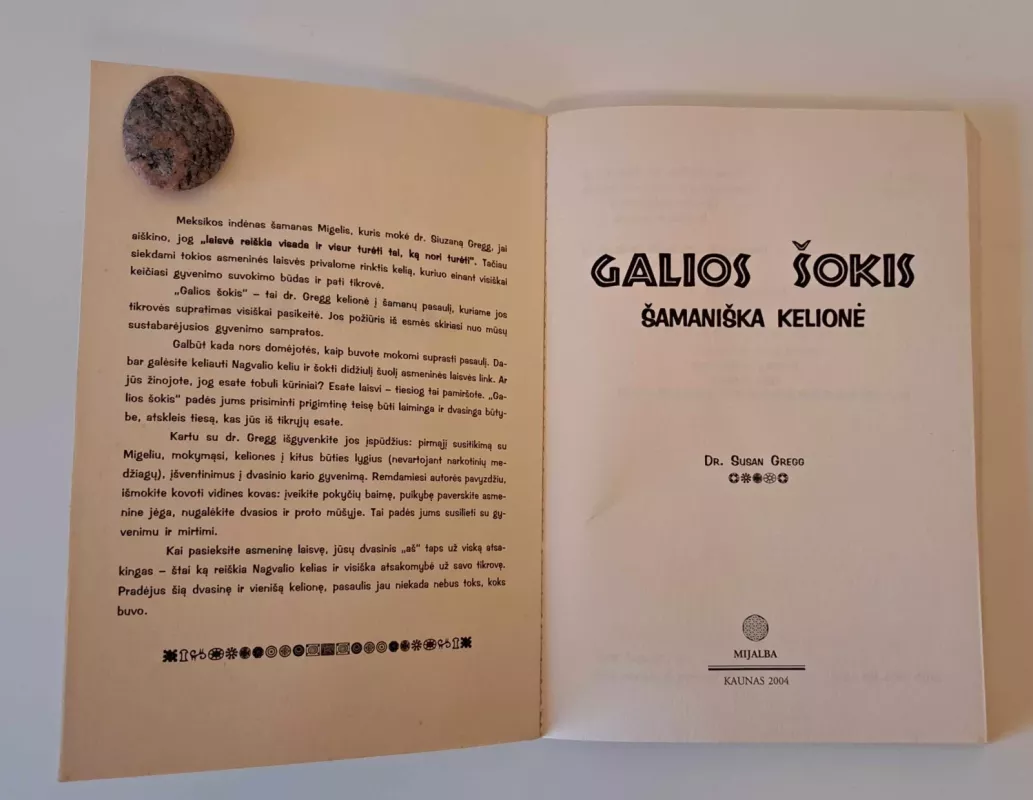 Meksikos indėnas šamanas Migelis, kuris mokė dr. Siuzaną Gregg, jai
aiškino, jog „laisvė reiškia visada ir visur turėti tai, ką nori turėti“. Tačiau
siekdami tokios asmeninės laisvės privalome rinktis kelią, kuriuo einant visiškai
keičiasi gyvenimo suvokimo būdas ir pati tikrovė.
„Galios šokis“ – tai dr. Gregg kelionė į šamanų pasaulį, kuriame jos
tikrovės supratimas visiškai pasikeitė. Jos požiūris iš esmės skiriasi nuo mūsų
sustabarėjusios gyvenimo sampratos.
Galbūt kada nors domėjotės, kaip buvote mokomi suprasti pasaulį. Da-
bar galėsite keliauti Nagvalio keliu ir šokti didžiulį šuolį asmeninės laisvės link. Ar
jūs žinojote, jog esate tobuli kūriniai? Esate laisvi – tiesiog tai pamiršote. „Ga-
lios šokis“ padės jums prisiminti prigimtinę teisę būti laiminga ir dvasinga būty-
be, atskleis tiesą, kas jūs iš tikrųjų esate.
Kartu su dr. Gregg išgyvenkite jos įspūdžius: pirmąjį susitikimą su
Migeliu, mokymąsi, keliones į kitus būties lygius (nevartojant narkotinių me-
džiagų), įšventinimus į dvasinio kario gyvenimą. Remdamiesi autorės pavyzdžiu,
išmokite kovoti vidines kovas: įveikite pokyčių baimę, puikybę paverskite asme-
nine jėga, nugalėkite dvasios ir proto mūšyje. Tai padės jums susilieti su gy-
venimu ir mirtimi.
Kai pasieksite asmeninę laisvę, jūsų dvasinis „aš“ taps už viską atsa-
kingas – štai ką reiškia Nagvalio kelias ir visiška atsakomybė už savo tikrovę.
Pradėjus šią dvasinę ir vienišą kelionę, pasaulis jau niekada nebus toks, koks
buvo.
GALIOS ŠOKIS
ŠAMANIŠKA KELIONĖ
DR. SUSAN GREGG
MIJALBA
KAUNAS 2004